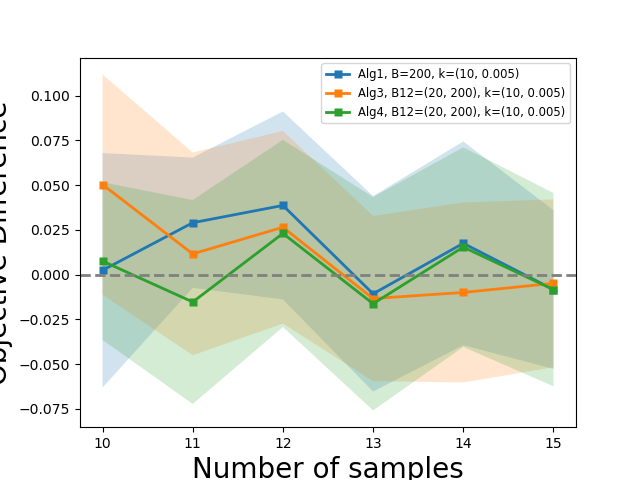 Alg1, B=200, k=(10, 0.005)
Alg3, B12=(20, 200), k=(10, 0.005)
Alg4, B12=(20, 200), k=(10, 0.005)
0.100
0.075
0.050
0.025
0.000
−0.025
−0.050
−0.075
Objective Difference
10 11 12 13 14 15
Number of samples